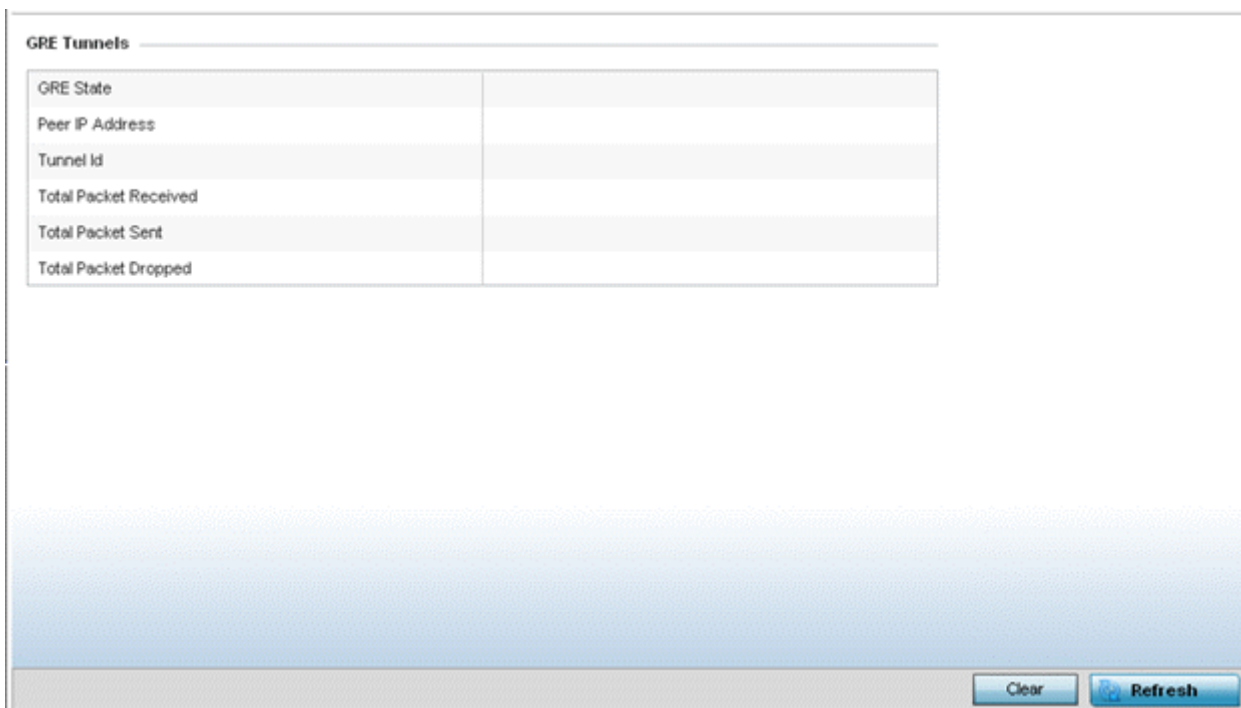 GRE Tunnels
GRE State
Peer IP Address
Tunnel Id
Total Packet Received
Total Packet Sent
Total Packet Dropped
Clear
Refresh